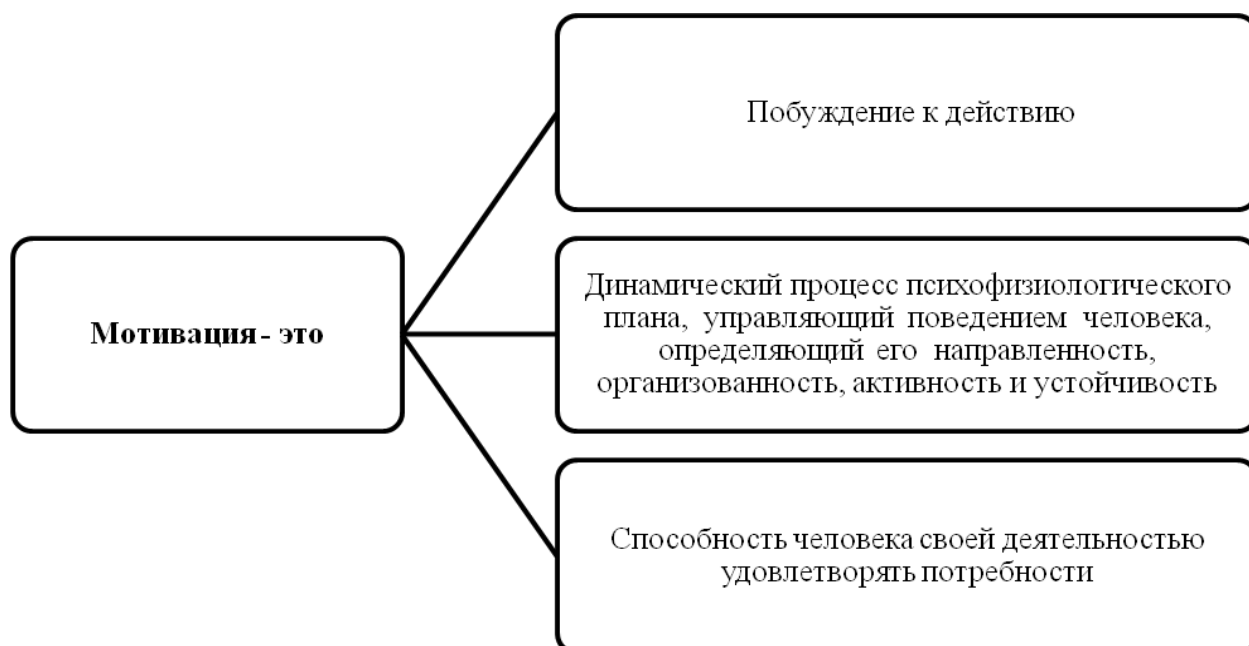 Мотивация - это
Побуждение к действию
Динамический процесс психофизиологического
плана, управляющий поведением человека,
определяющий его направленность,
организованность, активность и устойчивость
Способность человека своей деятельностью
удовлетворять потребности